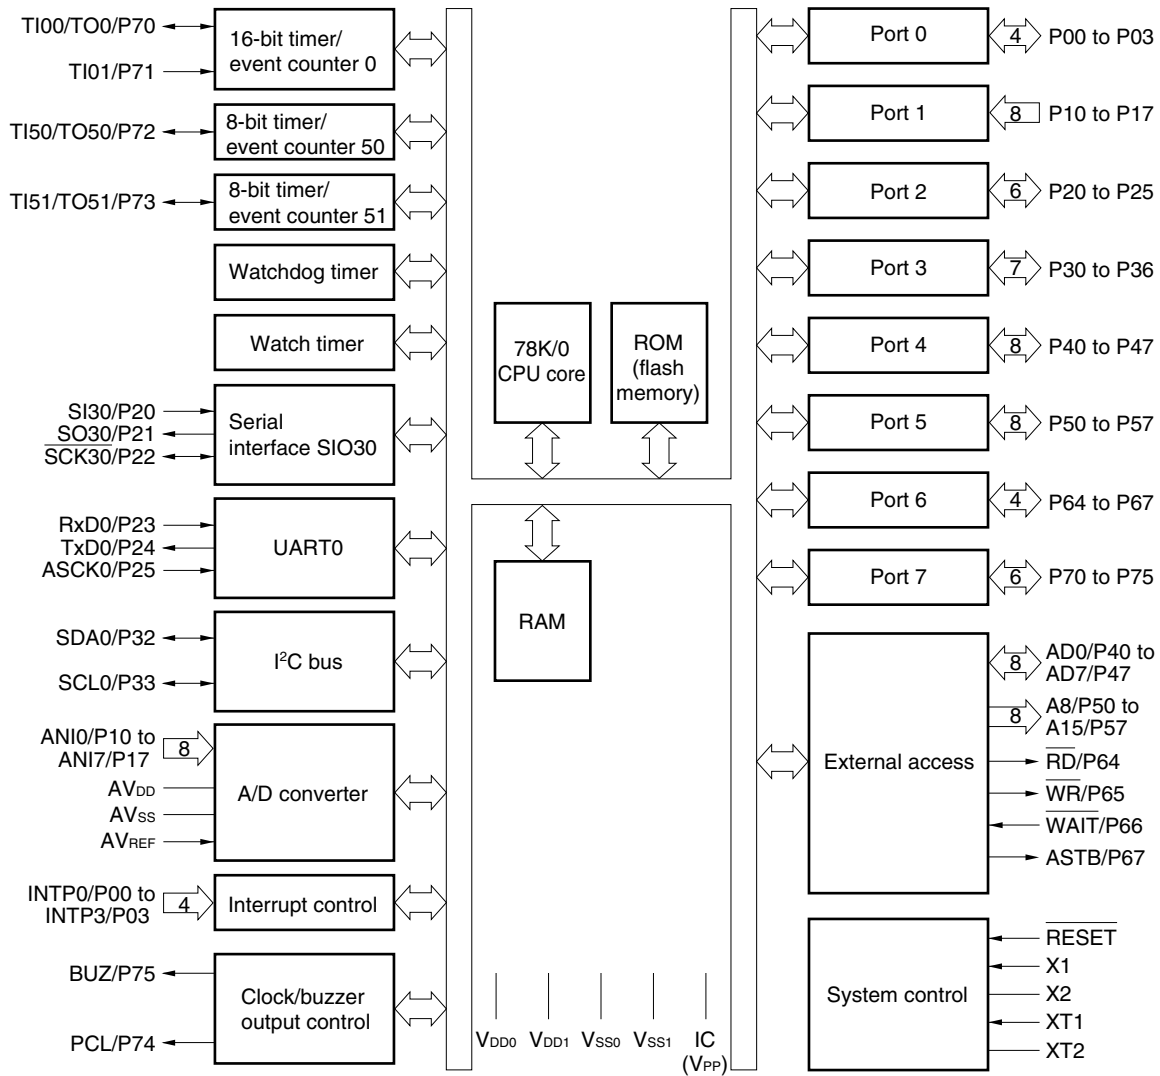 TI00/TO0/P70
TI01/P71
16-bit timer/
event counter 0
TI50/TO50/P72
8-bit timer/
event counter 50
TI51/TO51/P73
8-bit timer/
event counter 51
Watchdog timer
Watch timer
SI30/P20
SO30/P21
SCK30/P22
Serial
interface SIO30
RxD0/P23
TxD0/P24
ASCK0/P25
UART0
SDA0/P32
SCL0/P33
I²C bus
ANI0/P10 to
ANI7/P17
8
AVDD
AVSS
AVREF
A/D converter
INTP0/P00 to
INTP3/P03
4
Interrupt control
BUZ/P75
PCL/P74
Clock/buzzer
output control
78K/0
CPU core
ROM
(flash
memory)
RAM
VDD0
VDD1
VSS0
VSS1
IC
(VPP)
Port 0
4
P00 to P03
Port 1
8
P10 to P17
Port 2
6
P20 to P25
Port 3
7
P30 to P36
Port 4
8
P40 to P47
Port 5
8
P50 to P57
Port 6
4
P64 to P67
Port 7
6
P70 to P75
External access
8
AD0/P40 to
AD7/P47
8
A8/P50 to
A15/P57
RD/P64
WR/P65
WAIT/P66
ASTB/P67
System control
RESET
X1
X2
XT1
XT2